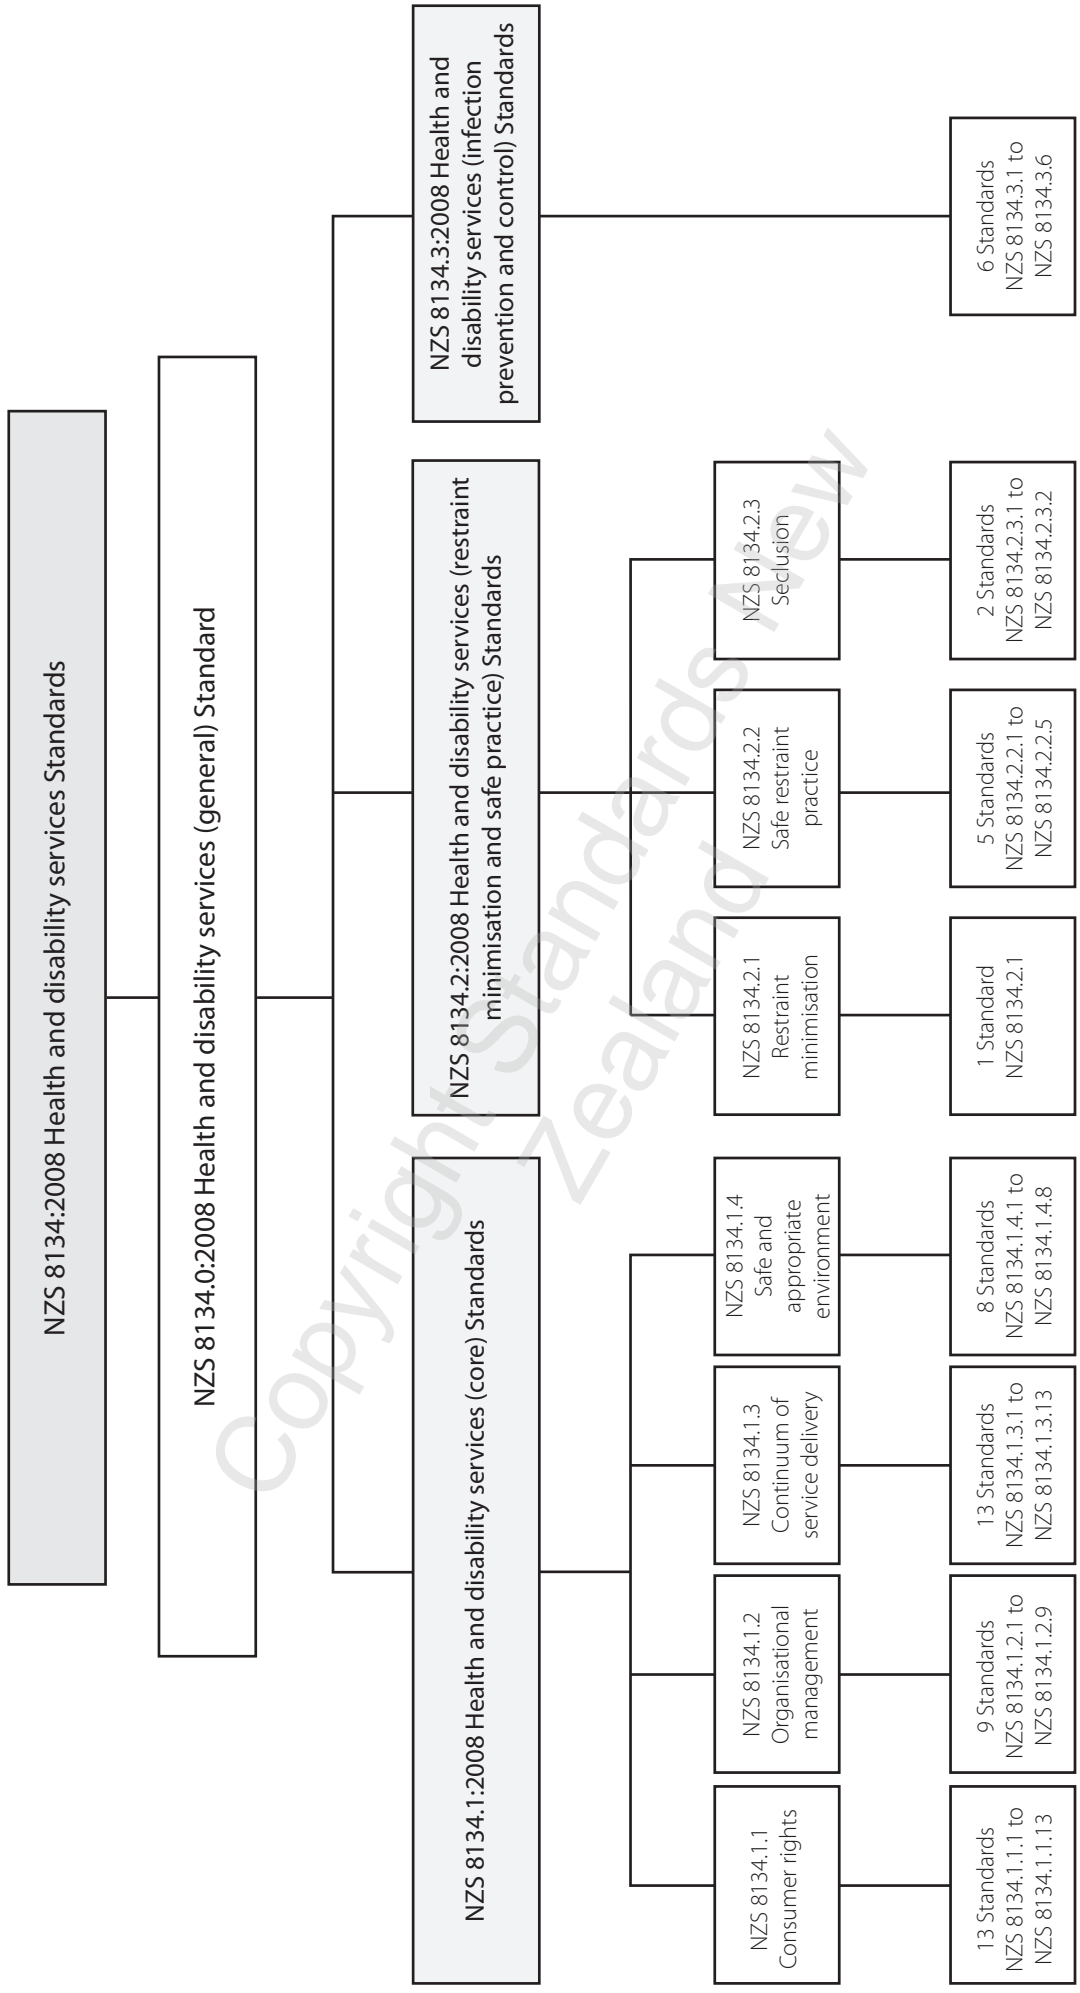 NZS 8134:2008 Health and disability services Standards
NZS 8134.0:2008 Health and disability services (general) Standard
NZS 8134.1:2008 Health and disability services (core) Standards
NZS 8134.2:2008 Health and disability services (restraint
minimisation and safe practice) Standards
NZS 8134.3:2008 Health and
disability services (infection
prevention and control) Standards
NZS 8134.1.1
Consumer rights
NZS 8134.1.2
Organisational
management
NZS 8134.1.3
Continuum of
service delivery
NZS 8134.1.4
Safe and
appropriate
environment
NZS 8134.2.1
Restraint
minimisation
NZS 8134.2.2
Safe restraint
practice
NZS 8134.2.3
Seclusion
13 Standards
NZS 8134.1.1.1 to
NZS 8134.1.1.13
9 Standards
NZS 8134.1.2.1 to
NZS 8134.1.2.9
13 Standards
NZS 8134.1.3.1 to
NZS 8134.1.3.13
8 Standards
NZS 8134.1.4.1 to
NZS 8134.1.4.8
1 Standard
NZS 8134.2.1
5 Standards
NZS 8134.2.2.1 to
NZS 8134.2.2.5
2 Standards
NZS 8134.2.3.1 to
NZS 8134.2.3.2
6 Standards
NZS 8134.3.1 to
NZS 8134.3.6
Copyright Standards New
Zealand